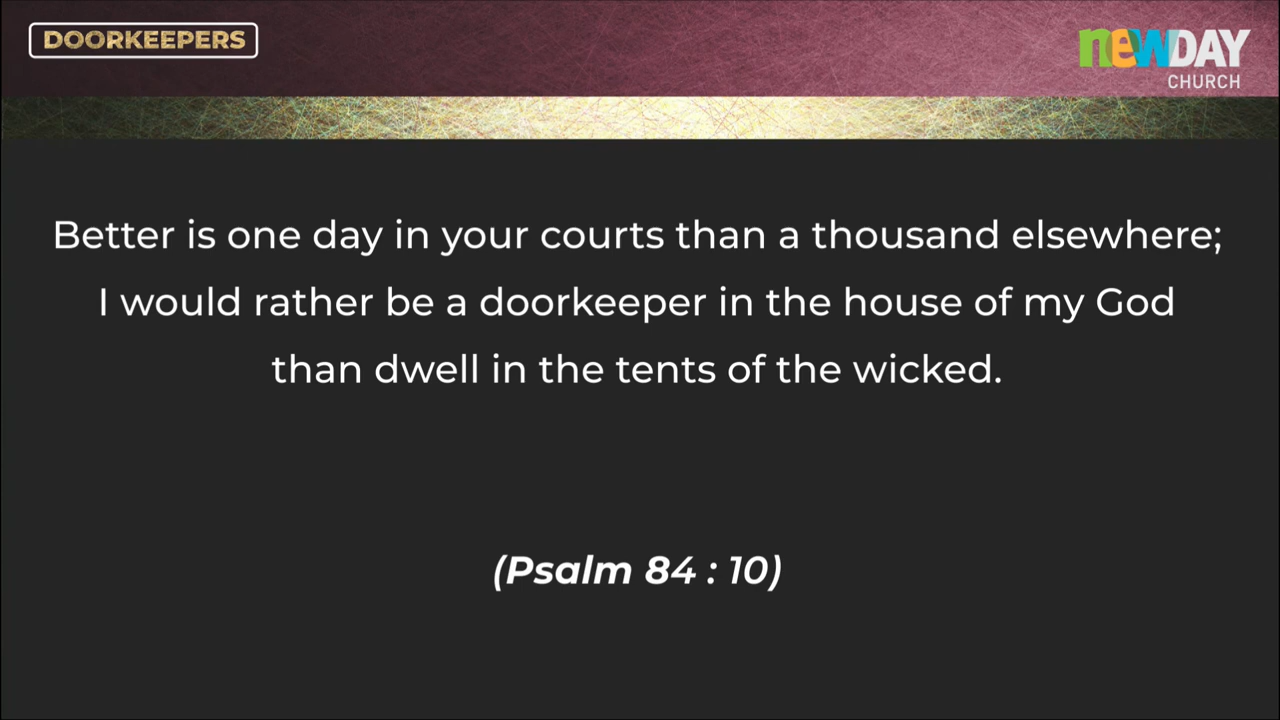 DOORKEEPERS
newDAY
CHURCH
Better is one day in your courts than a thousand elsewhere;
I would rather be a doorkeeper in the house of my God
than dwell in the tents of the wicked.
(Psalm 84 : 10)